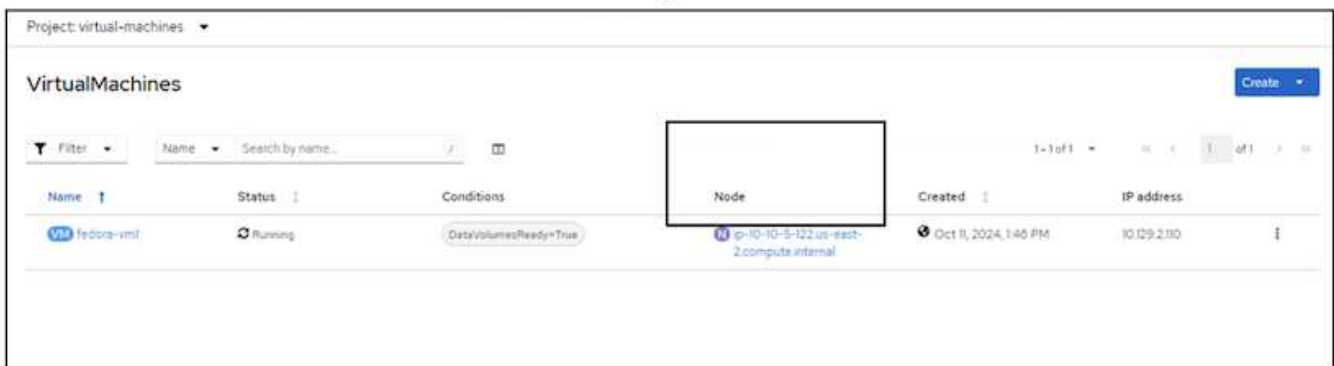 Project: virtual-machines
VirtualMachines
Create
Filter Name Search by name... / 1-1 of 1 1 of 1
Name Status Conditions Node Created IP address
VM fedora-vm1 Running DataVolumesReady=True N ip-10-10-5-122.us-east- Oct 11, 2024, 1:46 PM 10.129.2.110
2.compute.internal